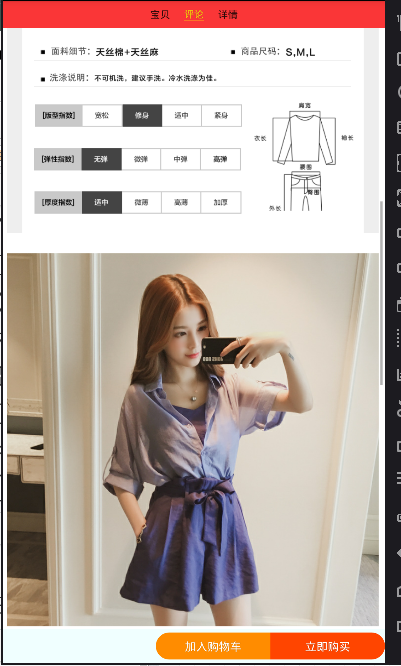 宝贝 评论 详情
■ 面料细节：天丝棉+天丝麻 ■ 商品尺码：S,M,L
■ 洗涤说明：不可机洗，建议手洗。冷水洗涤为佳。
[版型指数] 宽松 修身 适中 紧身
[弹性指数] 无弹 微弹 中弹 高弹
[厚度指数] 适中 微薄 高薄 加厚
肩宽
衣长 袖长
腰围
臀围
外长
加入购物车 立即购买